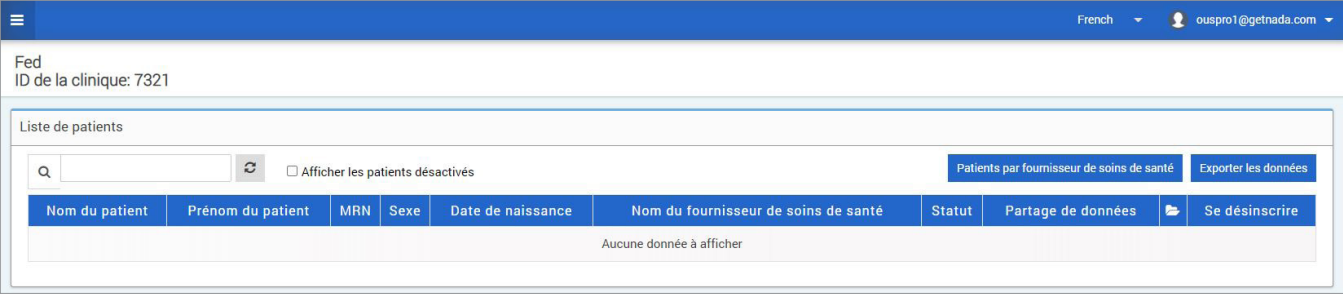 French ouspro1@getnada.com
Fed
ID de la clinique: 7321
Liste de patients
Afficher les patients désactivés Patients par fournisseur de soins de santé Exporter les données
Nom du patient Prénom du patient MRN Sexe Date de naissance Nom du fournisseur de soins de santé Statut Partage de données Se désinscrire
Aucune donnée à afficher